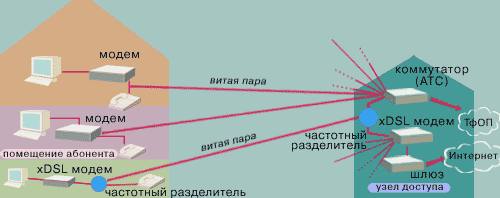 модем
витая пара
коммутатор
(АТС)
модем
xDSL модем
ТфОП
частотный
разделитель
витая пара
помещение абонента
Интернет
xDSL модем
шлюз
частотный разделитель
узел доступа